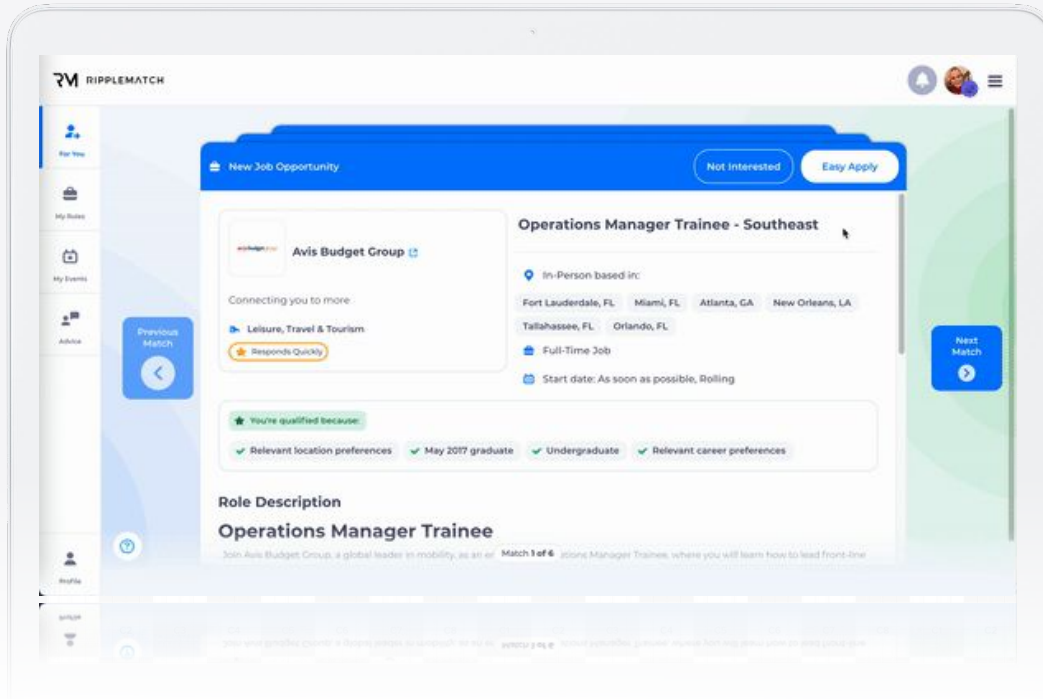 RM RIPPLEMATCH
For You
My Roles
My Events
Advice
Profile
Previous Match
New Job Opportunity
Not Interested
Easy Apply
Avis Budget Group
Connecting you to more
Leisure, Travel & Tourism
Responds Quickly
Operations Manager Trainee - Southeast
In-Person based in:
Fort Lauderdale, FL Miami, FL Atlanta, GA New Orleans, LA
Tallahassee, FL Orlando, FL
Full-Time Job
Start date: As soon as possible, Rolling
You're qualified because:
Relevant location preferences May 2017 graduate Undergraduate Relevant career preferences
Role Description
Operations Manager Trainee
Join Avis Budget Group, a global leader in mobility, as an Manager Trainee, where you will learn how to lead front-line
Match 1 of 6
Next Match